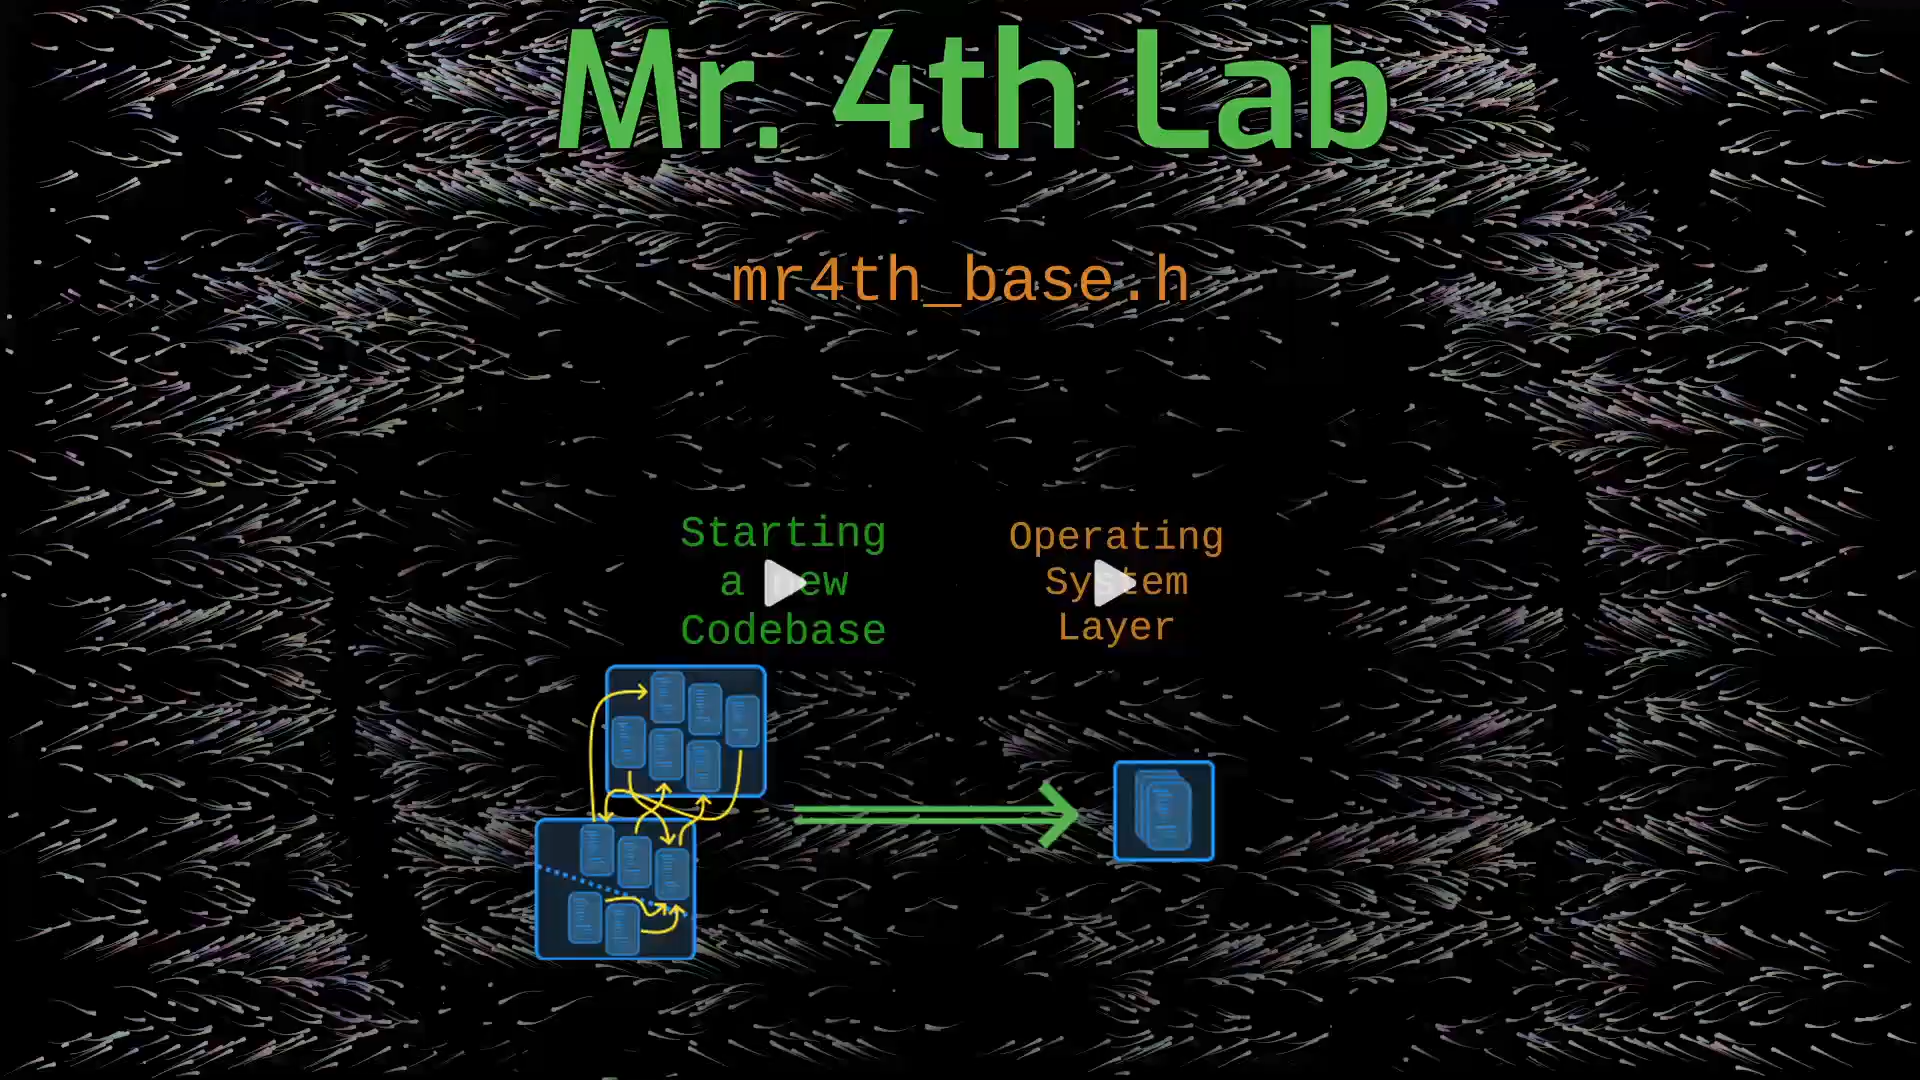 Mr. 4th Lab
mr4th_base.h
Starting
a new
Codebase
Operating
System
Layer